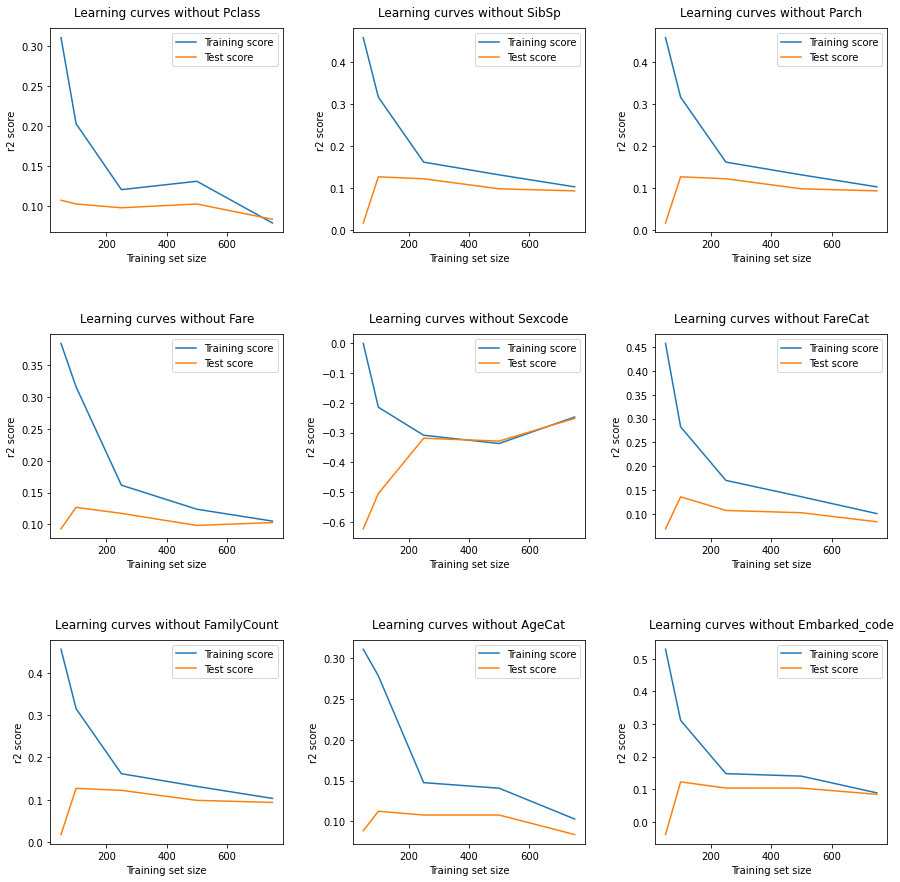 Learning curves without Pclass
Training score
Test score
0.30
0.25
0.20
0.15
0.10
r2 score
200
400
600
Training set size
Learning curves without SibSp
Training score
Test score
0.4
0.3
0.2
0.1
0.0
r2 score
200
400
600
Training set size
Learning curves without Parch
Training score
Test score
0.4
0.3
0.2
0.1
0.0
r2 score
200
400
600
Training set size
Learning curves without Fare
Training score
Test score
0.35
0.30
0.25
0.20
0.15
0.10
r2 score
200
400
600
Training set size
Learning curves without Sexcode
Training score
Test score
0.0
−0.1
−0.2
−0.3
−0.4
−0.5
−0.6
r2 score
200
400
600
Training set size
Learning curves without FareCat
Training score
Test score
0.45
0.40
0.35
0.30
0.25
0.20
0.15
0.10
r2 score
200
400
600
Training set size
Learning curves without FamilyCount
Training score
Test score
0.4
0.3
0.2
0.1
0.0
r2 score
200
400
600
Training set size
Learning curves without AgeCat
Training score
Test score
0.30
0.25
0.20
0.15
0.10
r2 score
200
400
600
Training set size
Learning curves without Embarked_code
Training score
Test score
0.5
0.4
0.3
0.2
0.1
0.0
r2 score
200
400
600
Training set size